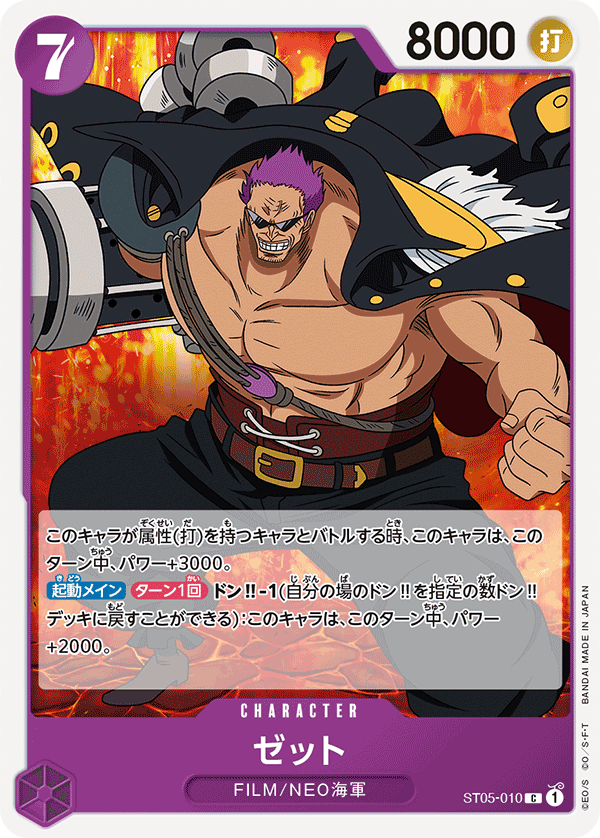 7
8000
打
このキャラが属性(打)を持つキャラとバトルする時、このキャラは、この
ターン中、パワー+3000。
起動メイン ターン1回 ドン!!-1(自分の場のドン!!を指定の数ドン!!
デッキに戻すことができる):このキャラは、このターン中、パワー
+2000。
CHARACTER
ゼット
FILM/NEO海軍
ST05-010 C 1
©E.O/S ©O/S・F・T BANDAI MADE IN JAPAN